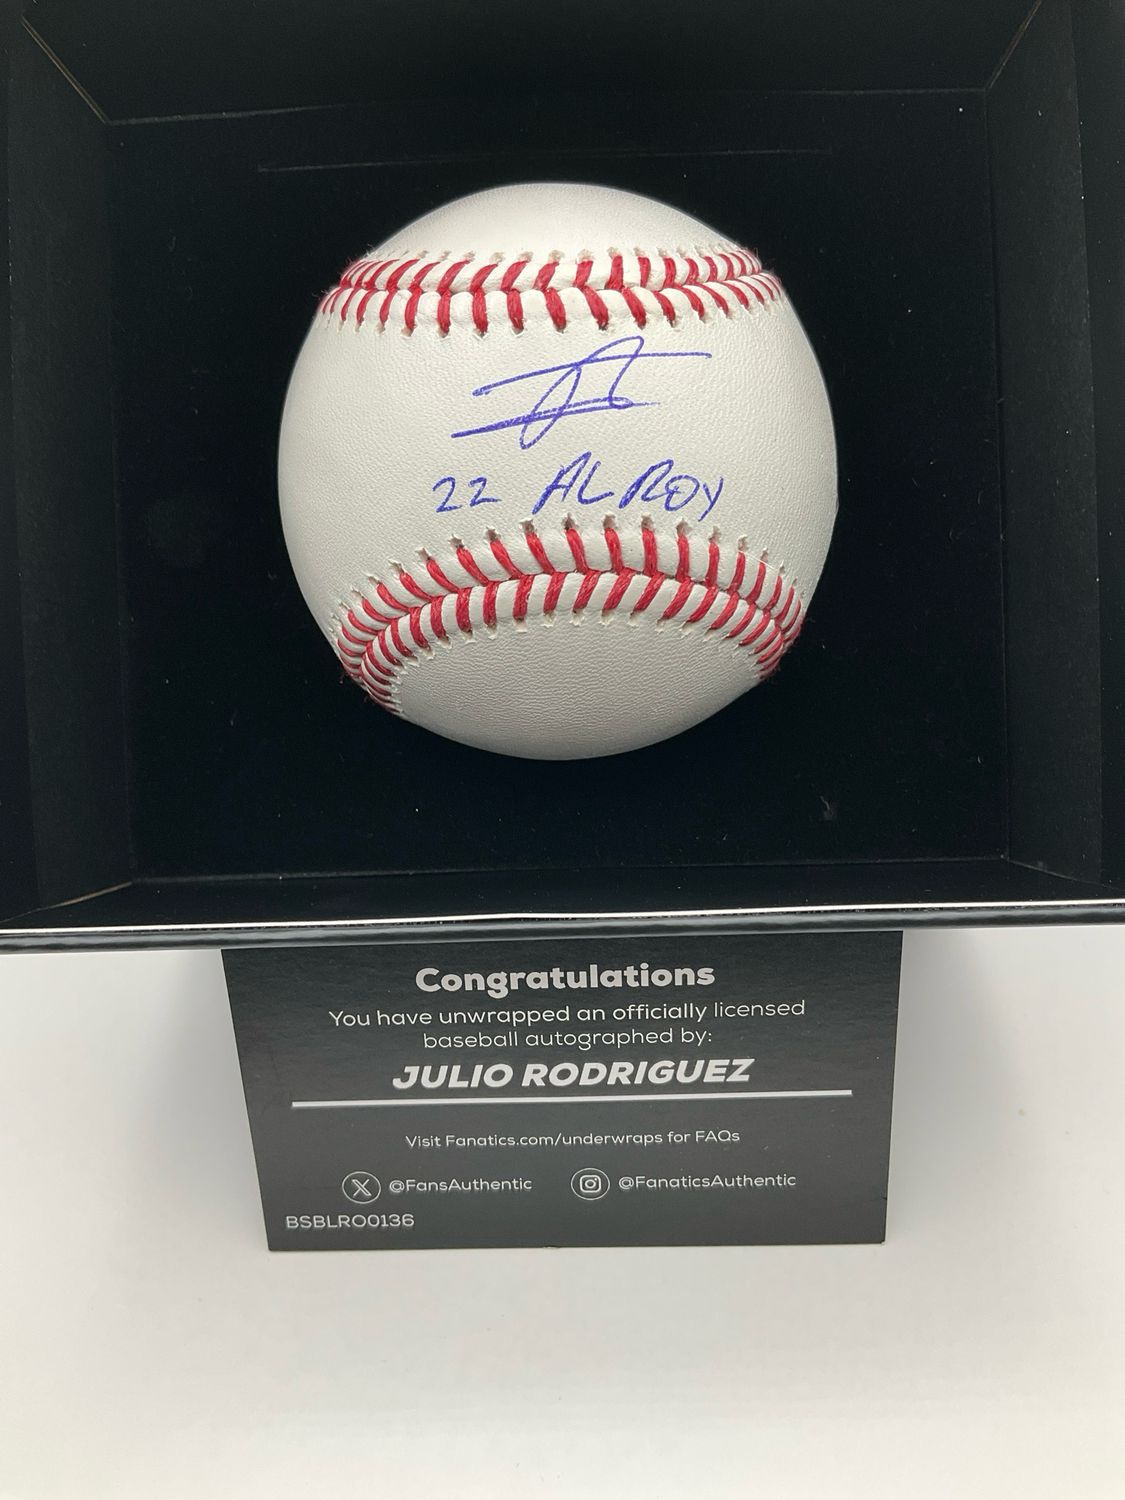 22 AL ROY
Congratulations
You have unwrapped an officially licensed
baseball autographed by:
JULIO RODRIGUEZ
Visit Fanatics.com/underwraps for FAQs
@FansAuthentic @FanaticsAuthentic
BSBLRO0136